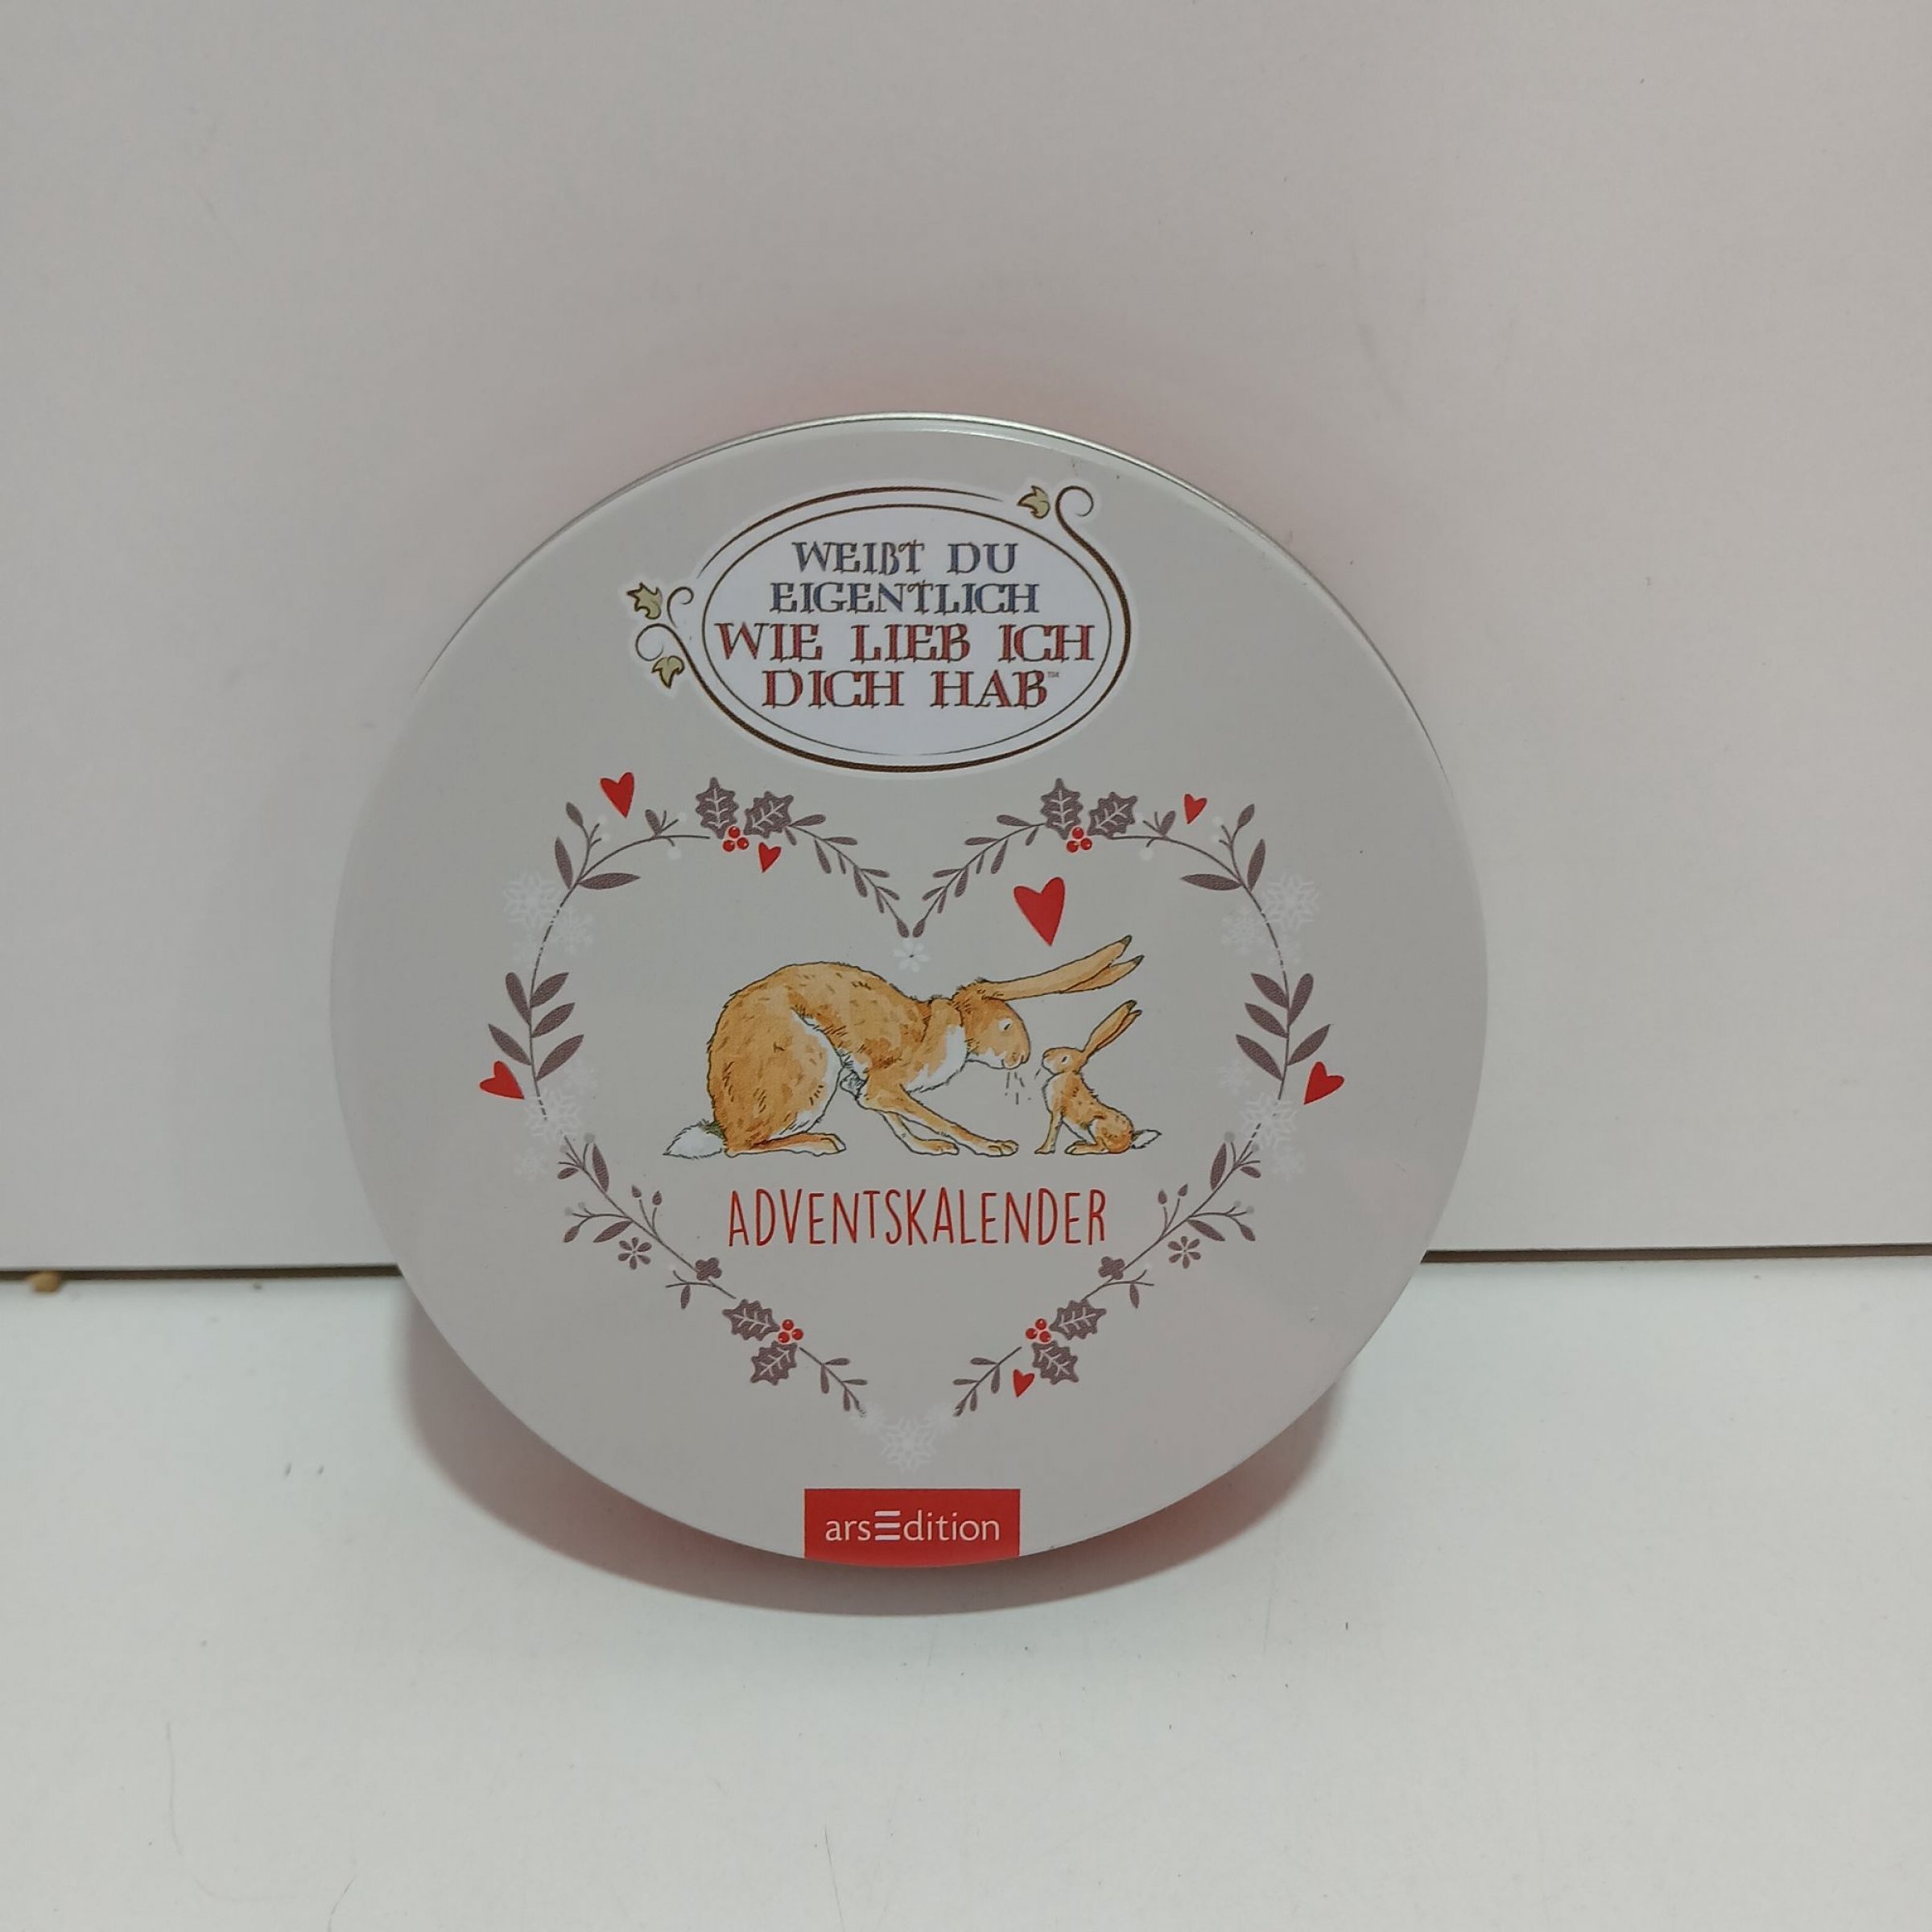 WEIßT DU
EIGENTLICH
WIE LIEB ICH
DICH HAB™
ADVENTSKALENDER
arsEdition